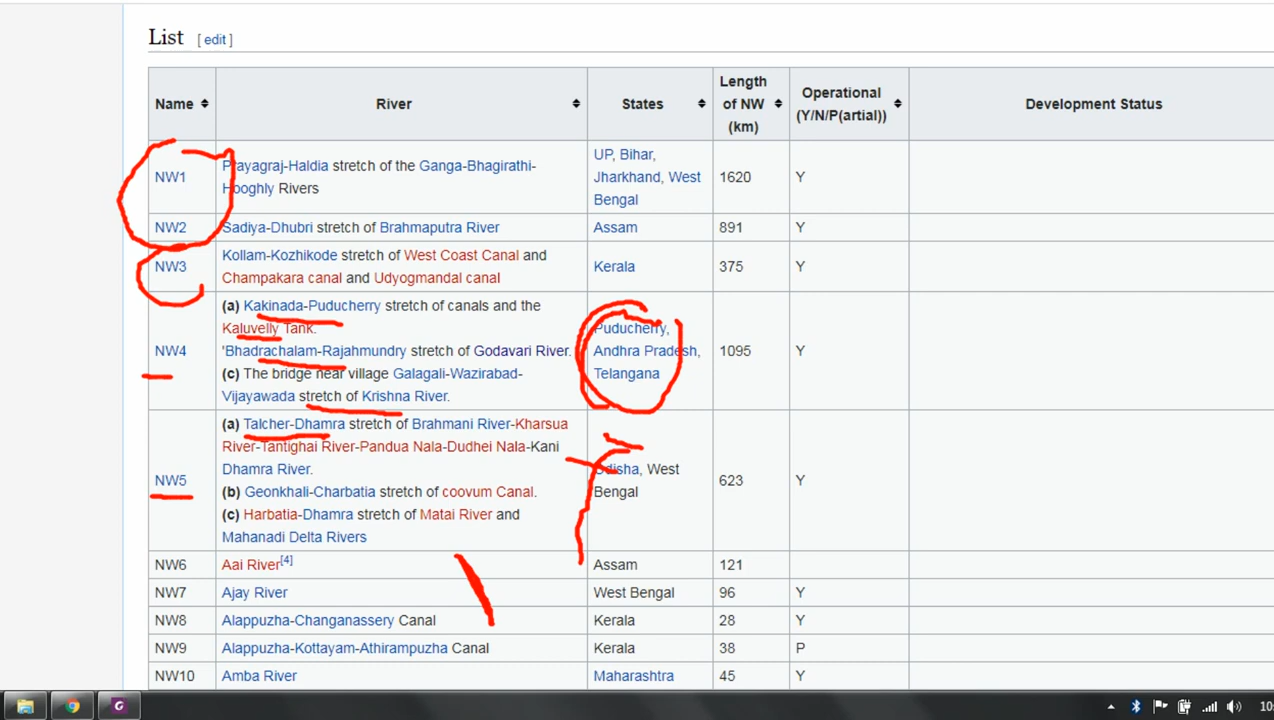 List [ edit ]
Name River States Length of NW (km) Operational (Y/N/P(artial)) Development Status
NW1 Prayagraj-Haldia stretch of the Ganga-Bhagirathi-
Hooghly Rivers UP, Bihar, Jharkhand, West Bengal 1620 Y
NW2 Sadiya-Dhubri stretch of Brahmaputra River Assam 891 Y
NW3 Kollam-Kozhikode stretch of West Coast Canal and
Champakara canal and Udyogmandal canal Kerala 375 Y
NW4 (a) Kakinada-Puducherry stretch of canals and the
Kaluvelly Tank.
'Bhadrachalam-Rajahmundry stretch of Godavari River.
(c) The bridge near village Galagali-Wazirabad-
Vijayawada stretch of Krishna River. Puducherry, Andhra Pradesh, Telangana 1095 Y
NW5 (a) Talcher-Dhamra stretch of Brahmani River-Kharsua
River-Tantighai River-Pandua Nala-Dudhei Nala-Kani
Dhamra River.
(b) Geonkhali-Charbatia stretch of coovum Canal.
(c) Harbatia-Dhamra stretch of Matai River and
Mahanadi Delta Rivers Odisha, West Bengal 623 Y
NW6 Aai River[4] Assam 121
NW7 Ajay River West Bengal 96 Y
NW8 Alappuzha-Changanassery Canal Kerala 28 Y
NW9 Alappuzha-Kottayam-Athirampuzha Canal Kerala 38 P
NW10 Amba River Maharashtra 45 Y